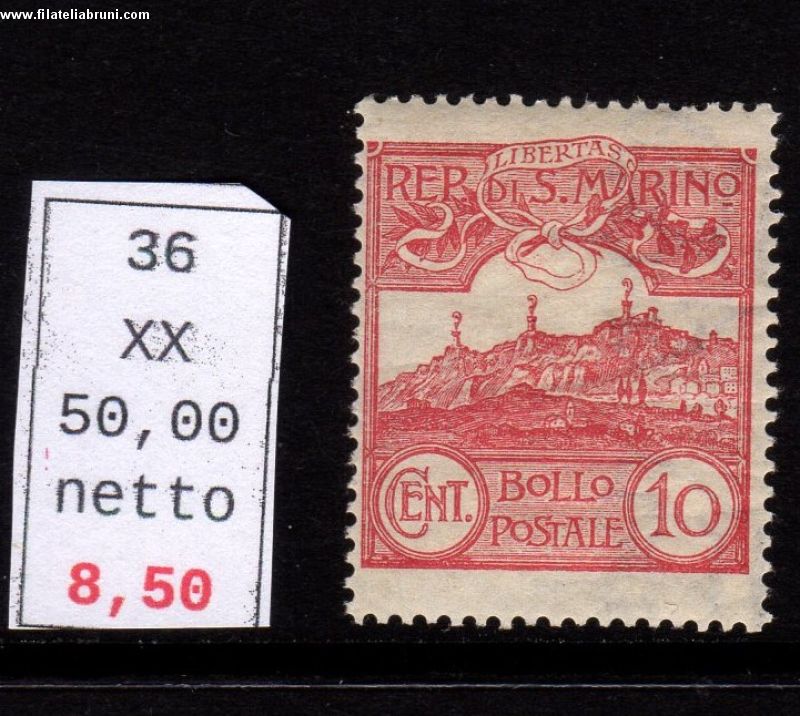 www.filateliabruni.com
36
XX
50,00
netto
8,50
LIBERTAS
REP. DI S. MARINO
CENT.
BOLLO
POSTALE
10